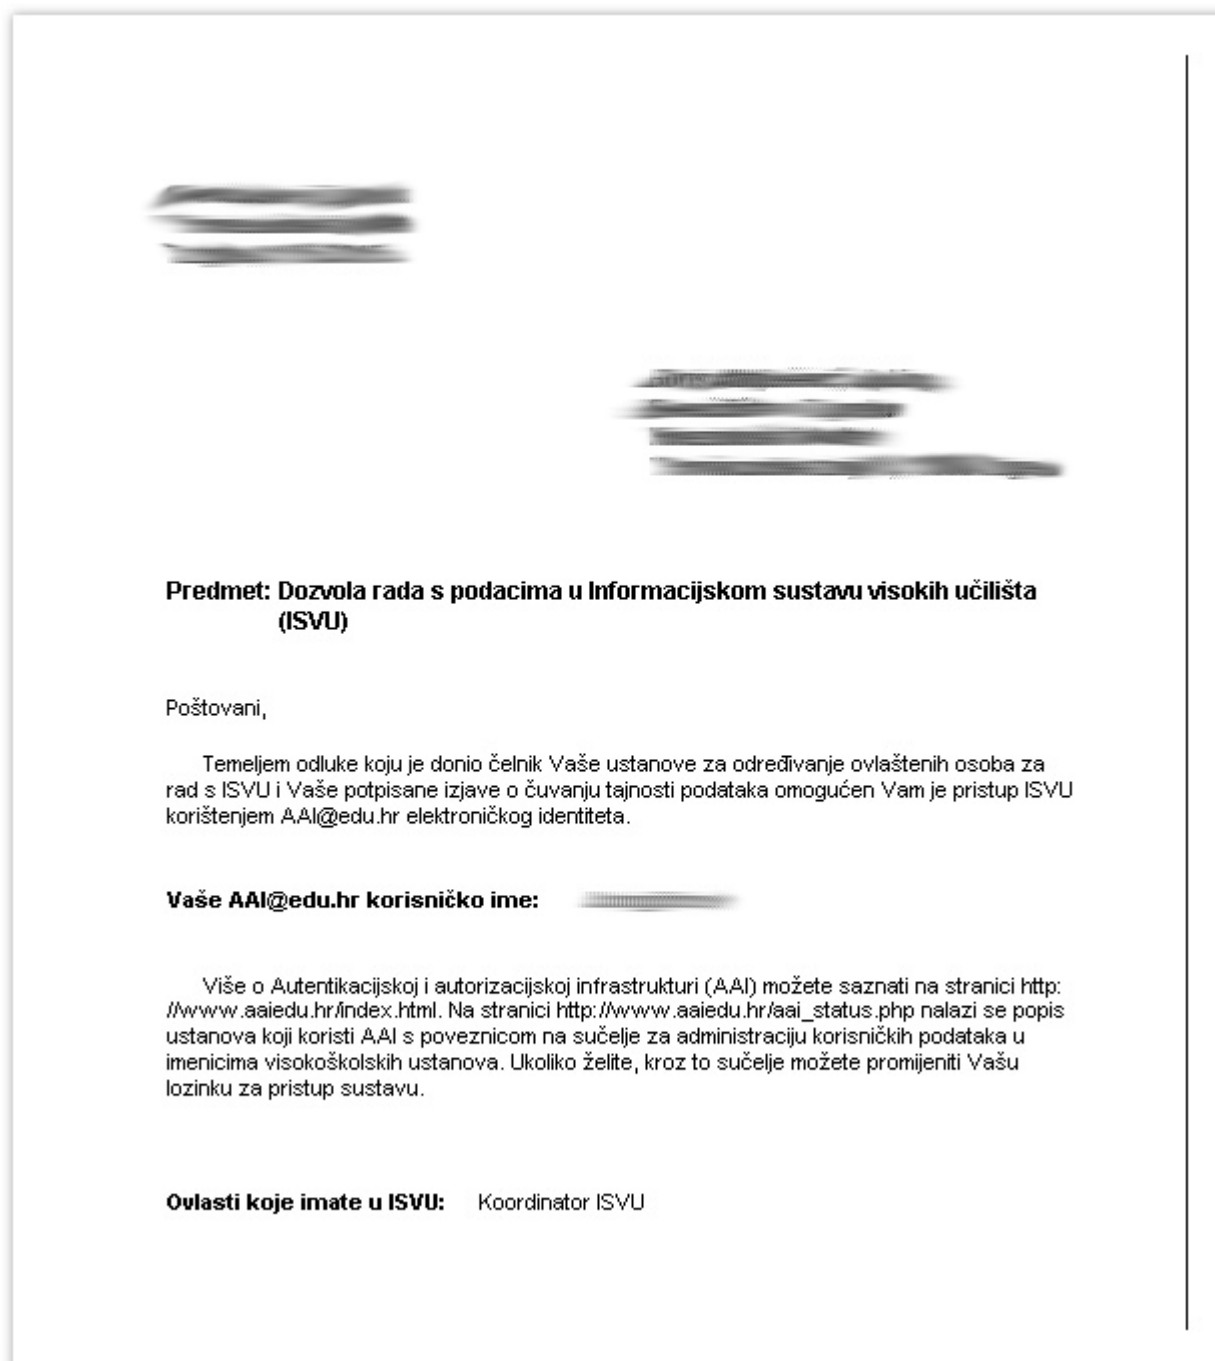 Predmet: Dozvola rada s podacima u Informacijskom sustavu visokih učilišta
(ISVU)
Poštovani,
Temeljem odluke koju je donio čelnik Vaše ustanove za određivanje ovlaštenih osoba za
rad s ISVU i Vaše potpisane izjave o čuvanju tajnosti podataka omogućen Vam je pristup ISVU
korištenjem AAI@edu.hr elektroničkog identiteta.
Vaše AAI@edu.hr korisničko ime:
Više o Autentikacijskoj i autorizacijskoj infrastrukturi (AAI) možete saznati na stranici http:
//www.aaiedu.hr/index.html. Na stranici http://www.aaiedu.hr/aai_status.php nalazi se popis
ustanova koji koristi AAI s poveznicom na sučelje za administraciju korisničkih podataka u
imenicima visokoškolskih ustanova. Ukoliko želite, kroz to sučelje možete promijeniti Vašu
lozinku za pristup sustavu.
Ovlasti koje imate u ISVU: Koordinator ISVU